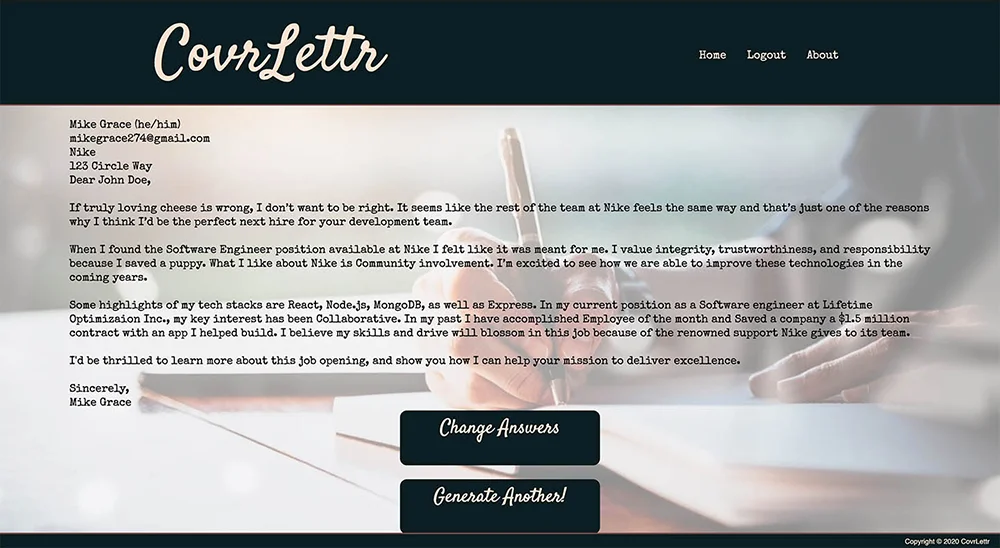 CovrLettr
Home Logout About
Mike Grace (he/him)
mikegrace274@gmail.com
Nike
123 Circle Way
Dear John Doe,
If truly loving cheese is wrong, I don't want to be right. It seems like the rest of the team at Nike feels the same way and that's just one of the reasons
why I think I'd be the perfect next hire for your development team.
When I found the Software Engineer position available at Nike I felt like it was meant for me. I value integrity, trustworthiness, and responsibility
because I saved a puppy. What I like about Nike is Community involvement. I'm excited to see how we are able to improve these technologies in the
coming years.
Some highlights of my tech stacks are React, Node.js, MongoDB, as well as Express. In my current position as a Software engineer at Lifetime
Optimizaion Inc., my key interest has been Collaborative. In my past I have accomplished Employee of the month and Saved a company a $1.5 million
contract with an app I helped build. I believe my skills and drive will blossom in this job because of the renowned support Nike gives to its team.
I'd be thrilled to learn more about this job opening, and show you how I can help your mission to deliver excellence.
Sincerely,
Mike Grace
Change Answers
Generate Another!
Copyright © 2020 CovrLettr